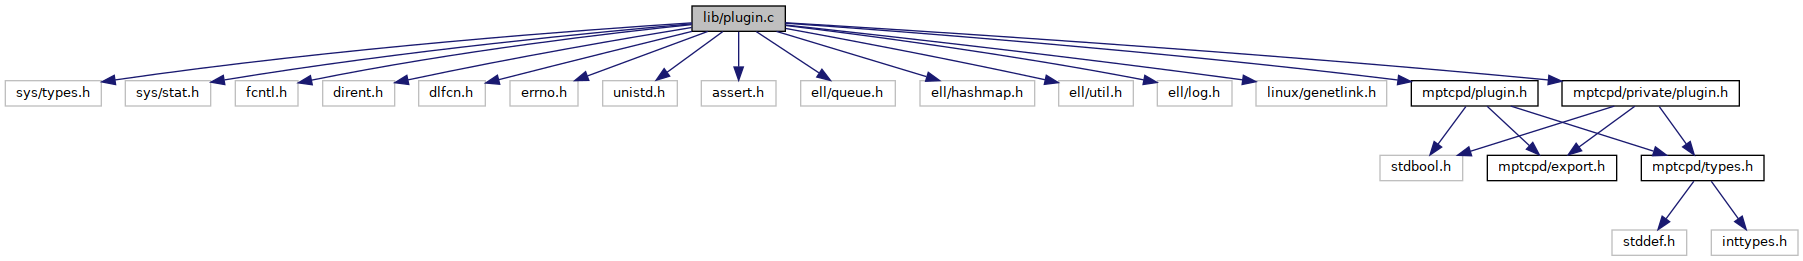 lib/plugin.c
sys/types.h
sys/stat.h
fcntl.h
dirent.h
dlfcn.h
errno.h
unistd.h
assert.h
ell/queue.h
ell/hashmap.h
ell/util.h
ell/log.h
linux/genetlink.h
mptcpd/plugin.h
mptcpd/private/plugin.h
stdbool.h
mptcpd/export.h
mptcpd/types.h
stddef.h
inttypes.h